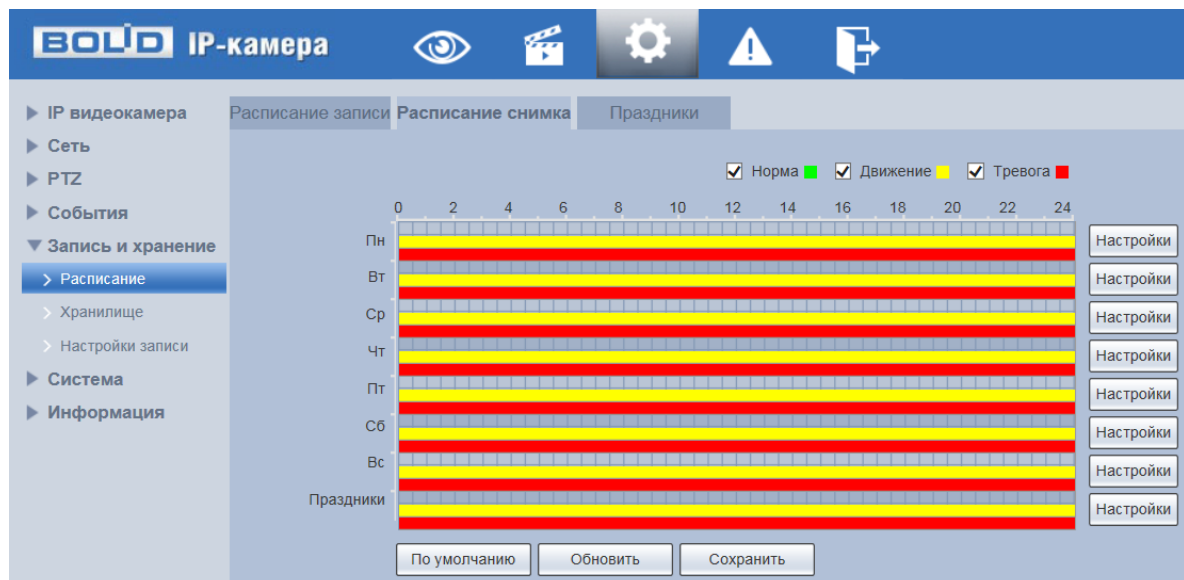 BOLID IP-камера
IP видеокамера
Сеть
PTZ
События
Запись и хранение
Расписание
Хранилище
Настройки записи
Система
Информация
Расписание записи Расписание снимка Праздники
Норма Движение Тревога
0 2 4 6 8 10 12 14 16 18 20 22 24
Пн Настройки
Вт Настройки
Ср Настройки
Чт Настройки
Пт Настройки
Сб Настройки
Вс Настройки
Праздники Настройки
По умолчанию Обновить Сохранить